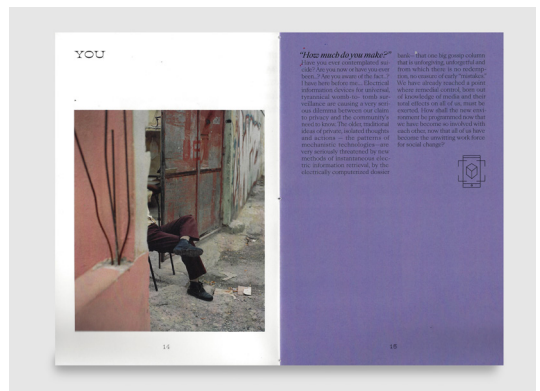 YOU
14
"How much do you make?"
Have you ever contemplated sui-
cide? Are you now or have you ever
been...? Are you aware of the fact...?
I have here before me... Electrical
information devices for universal,
tyrannical womb-to- tomb sur-
veillance are causing a very seri-
ous dilemma between our claim
to privacy and the community's
need to know. The older, traditional
ideas of private, isolated thoughts
and actions — the patterns of
mechanistic technologies—are
very seriously threatened by new
methods of instantaneous elec-
tric information retrieval, by the
electrically computerized dossier
bank—that one big gossip column
that is unforgiving, unforgetful and
from which there is no redemp-
tion, no erasure of early "mistakes."
We have already reached a point
where remedial control, born out
of knowledge of media and their
total effects on all of us, must be
exerted. How shall the new envi-
ronment be programmed now that
we have become so involved with
each other, now that all of us have
become the unwitting work force
for social change?